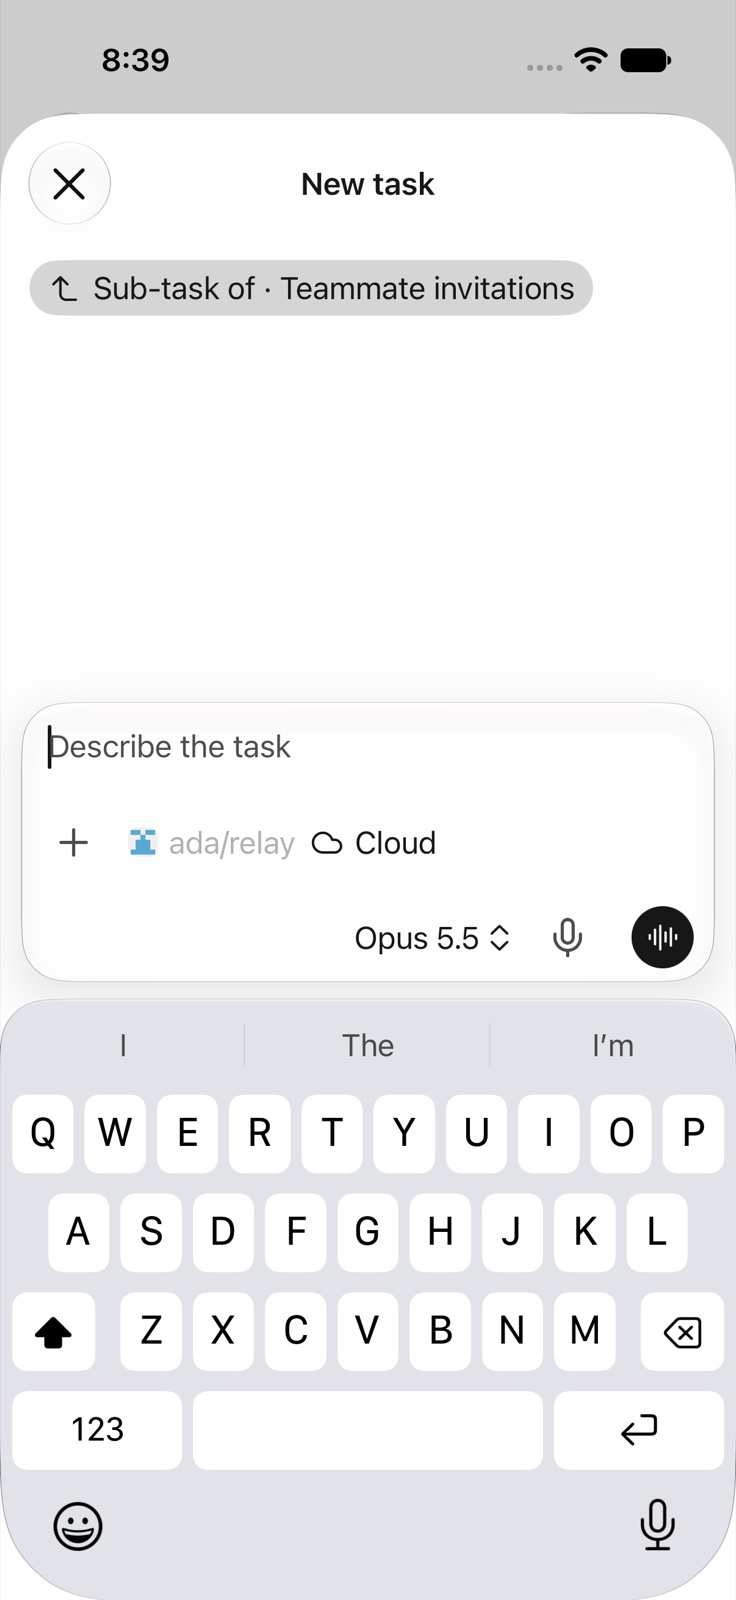 8:39
New task
Sub-task of · Teammate invitations
Describe the task
ada/relay Cloud
Opus 5.5
I The I’m
Q W E R T Y U I O P
A S D F G H J K L
Z X C V B N M
123